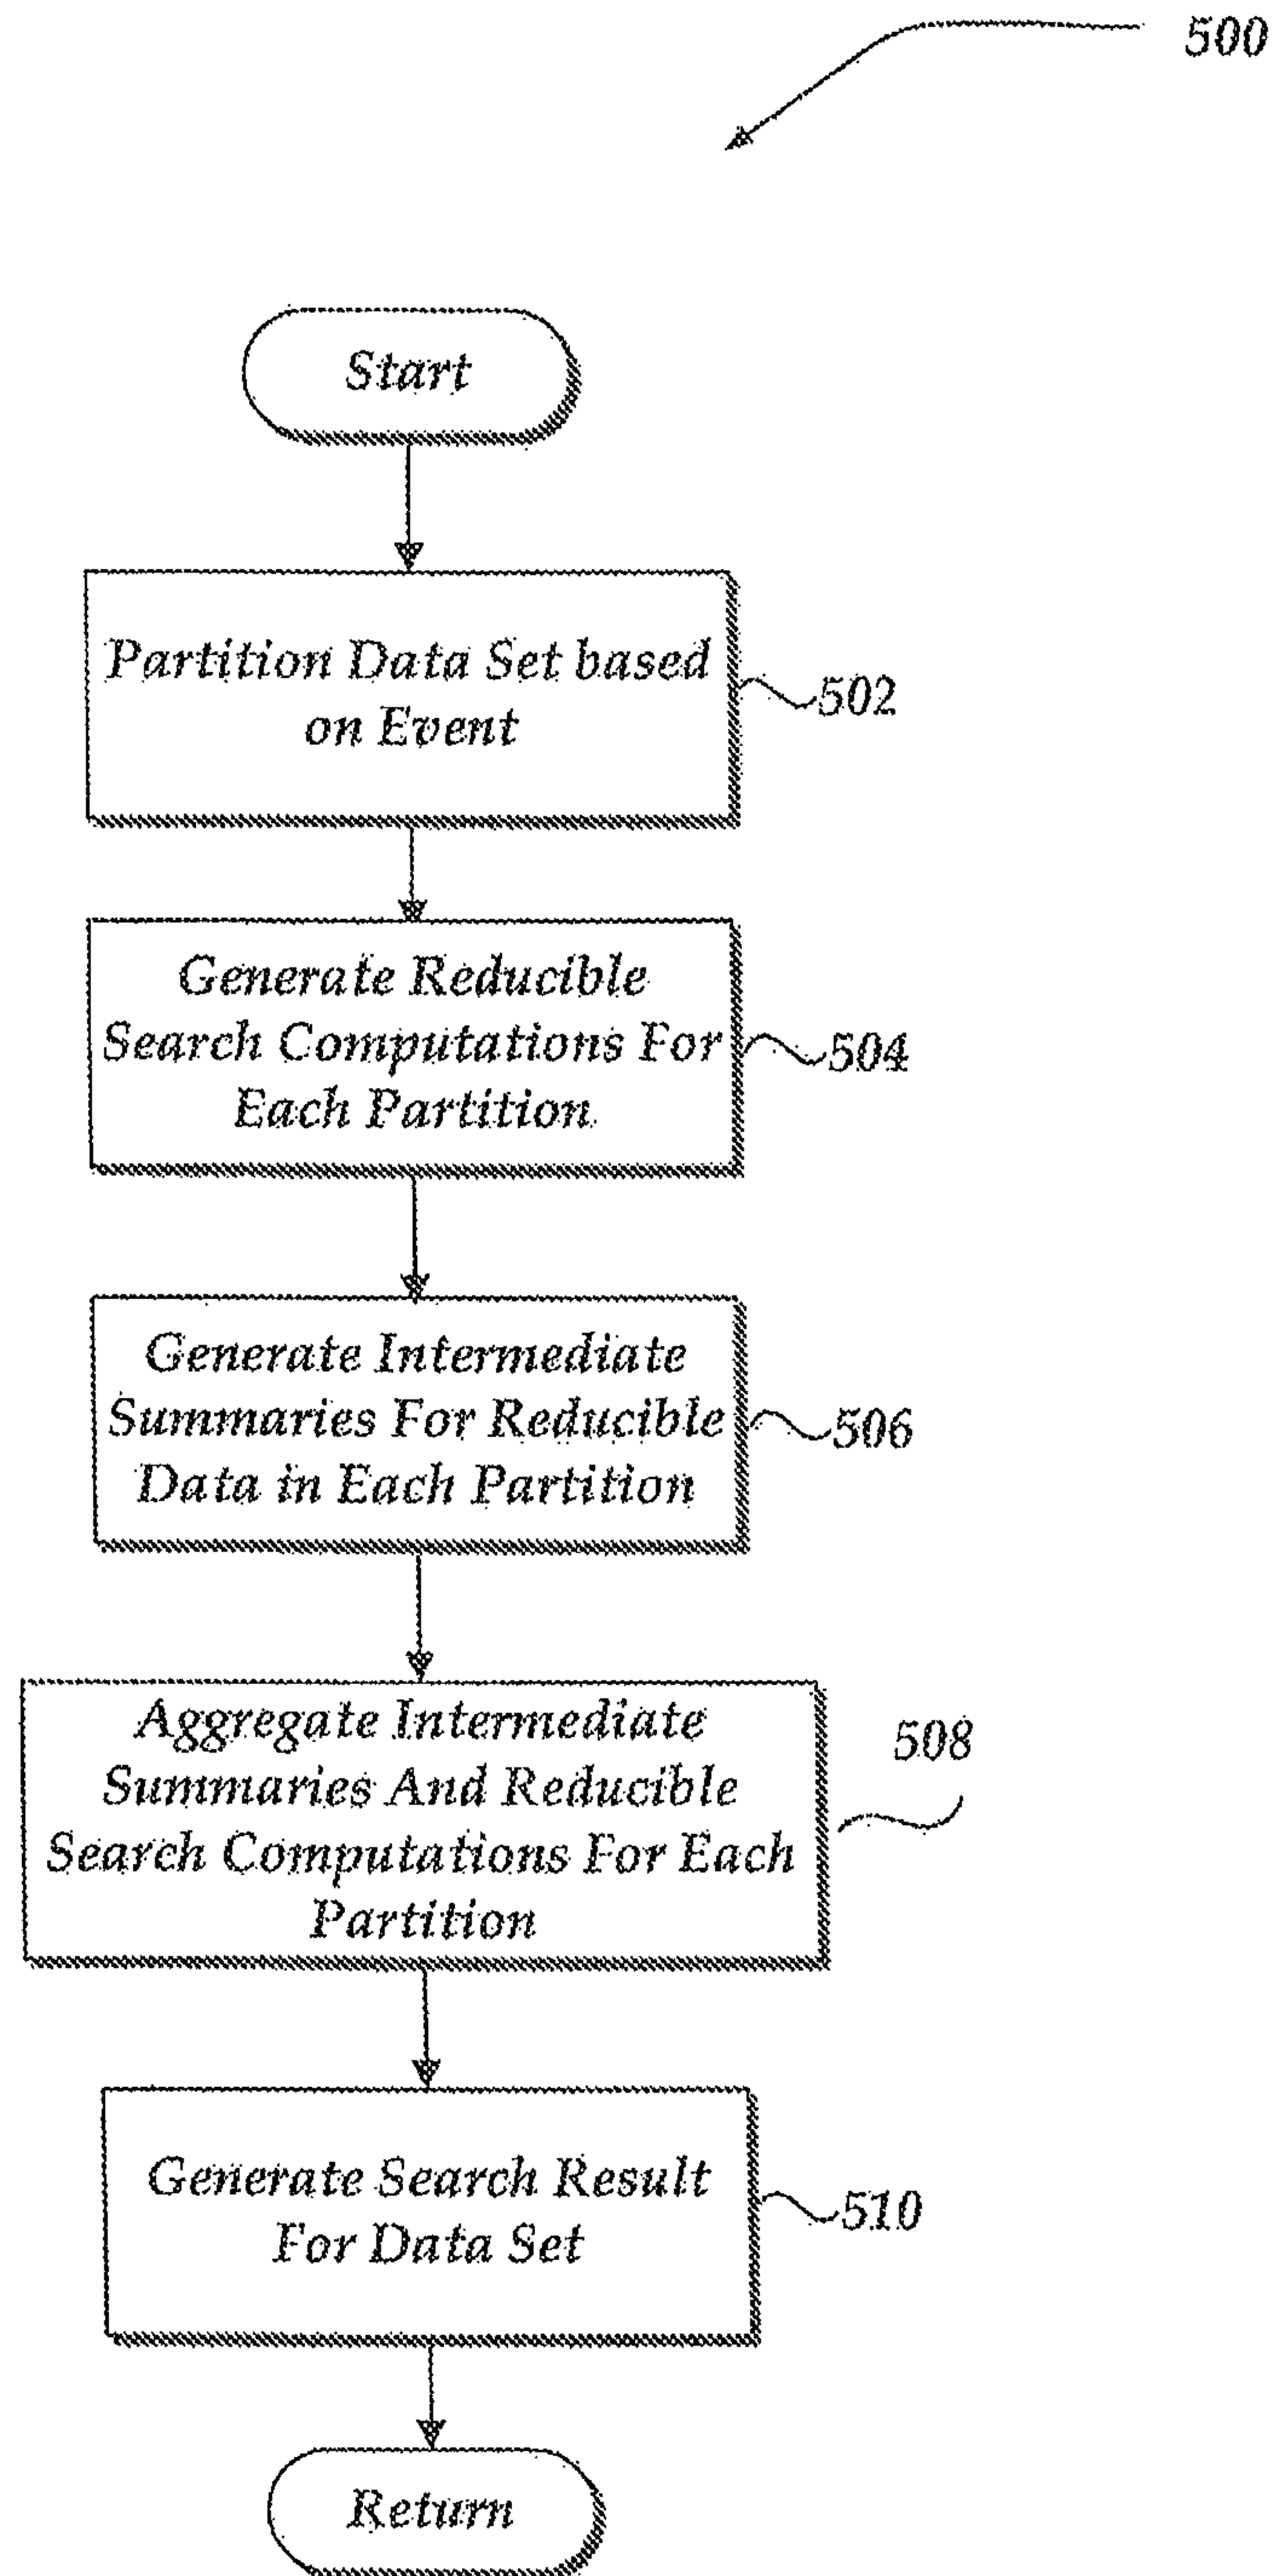 500
Start
Partition Data Set based
on Event
502
Generate Reducible
Search Computations For
Each Partition
504
Generate Intermediate
Summaries For Reducible
Data in Each Partition
506
Aggregate Intermediate
Summaries And Reducible
Search Computations For Each
Partition
508
Generate Search Result
For Data Set
510
Return